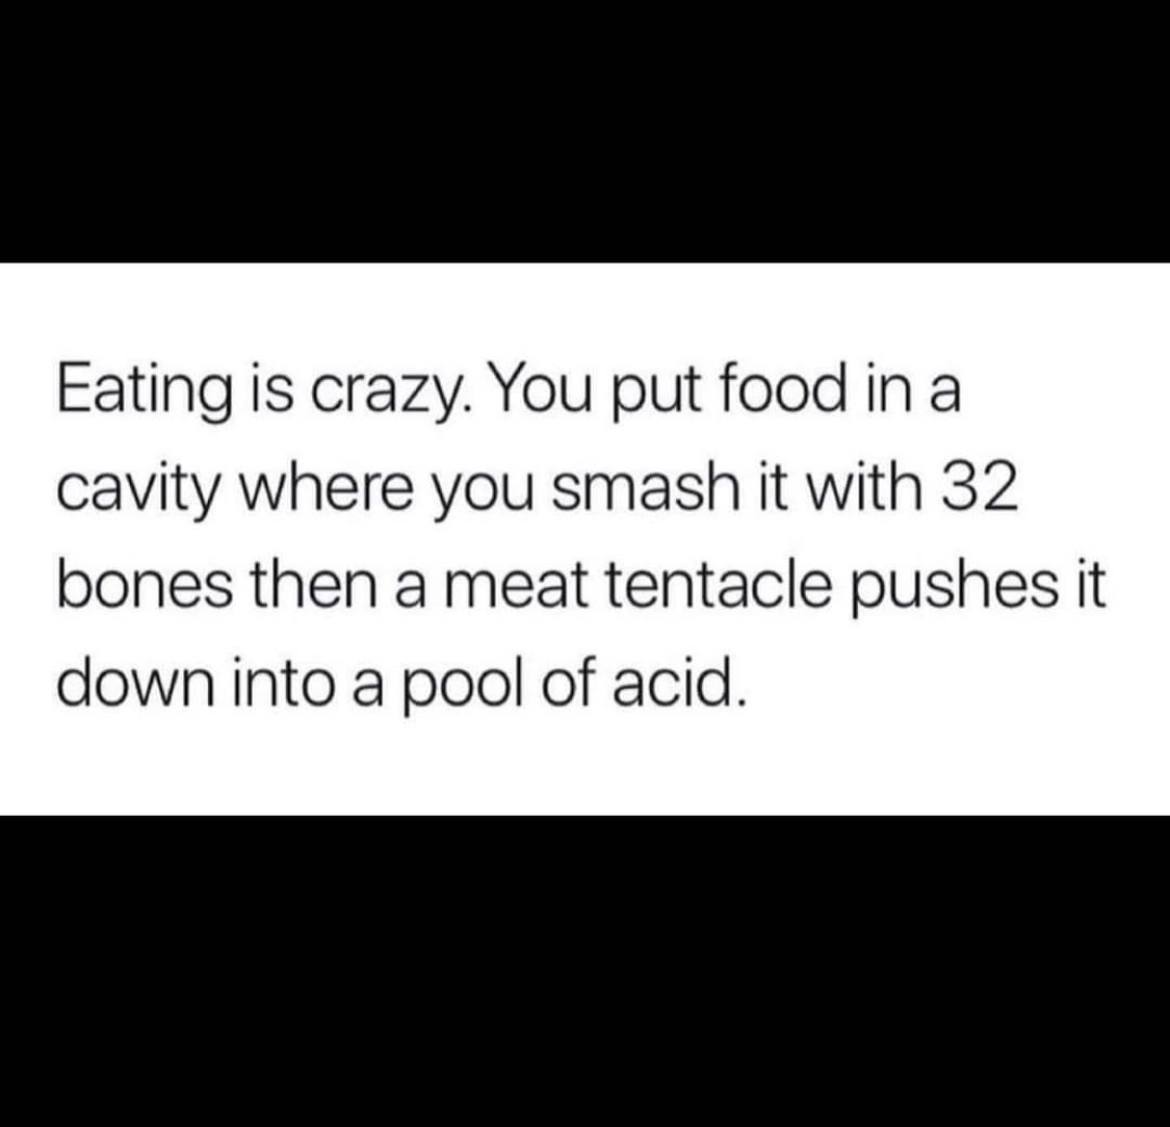 Eating is crazy. You put food in a
cavity where you smash it with 32
bones then a meat tentacle pushes it
down into a pool of acid.